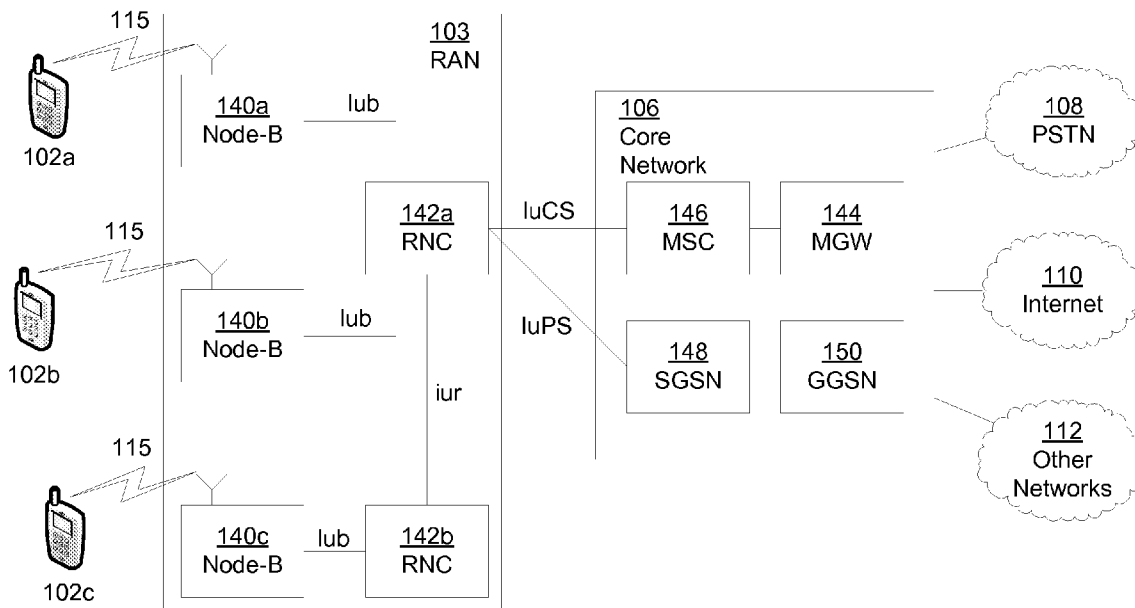 115
103
RAN
102a
140a
Node-B
Iub
106
Core
Network
108
PSTN
142a
RNC
IuCS
146
MSC
144
MGW
115
102b
140b
Node-B
Iub
IuPS
110
Internet
148
SGSN
150
GGSN
iur
115
112
Other
Networks
102c
140c
Node-B
Iub
142b
RNC